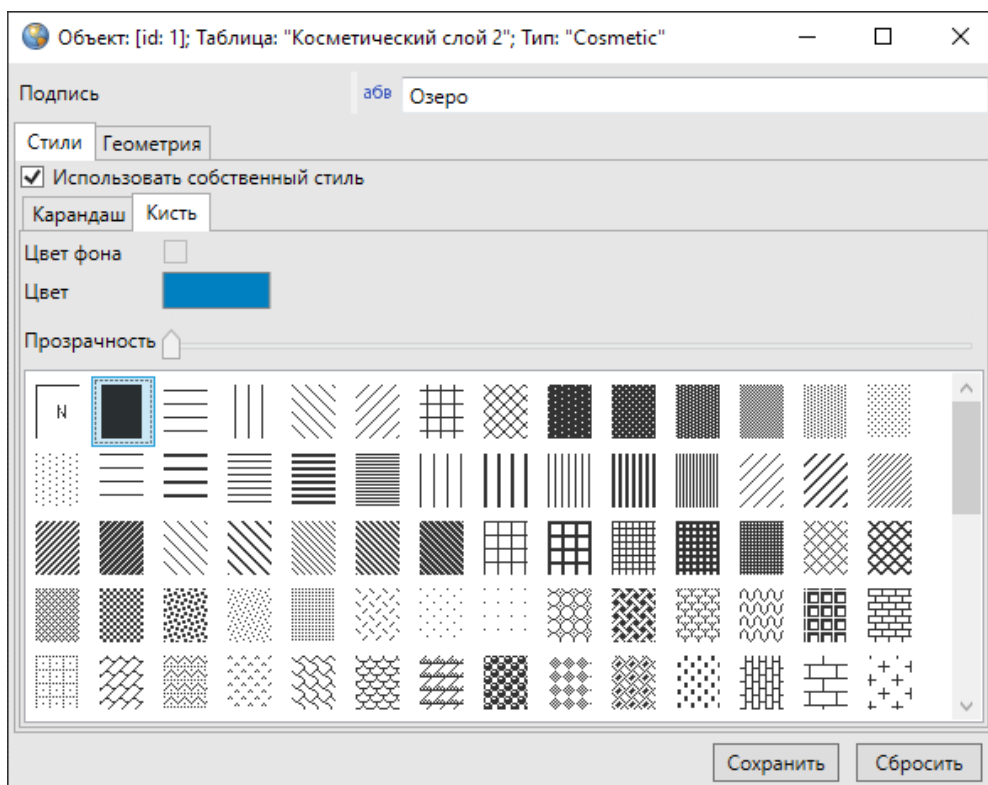 Объект: [id: 1]; Таблица: "Косметический слой 2"; Тип: "Cosmetic"
Подпись абв Озеро
Стили Геометрия
Использовать собственный стиль
Карандаш Кисть
Цвет фона
Цвет
Прозрачность
N
Сохранить Сбросить